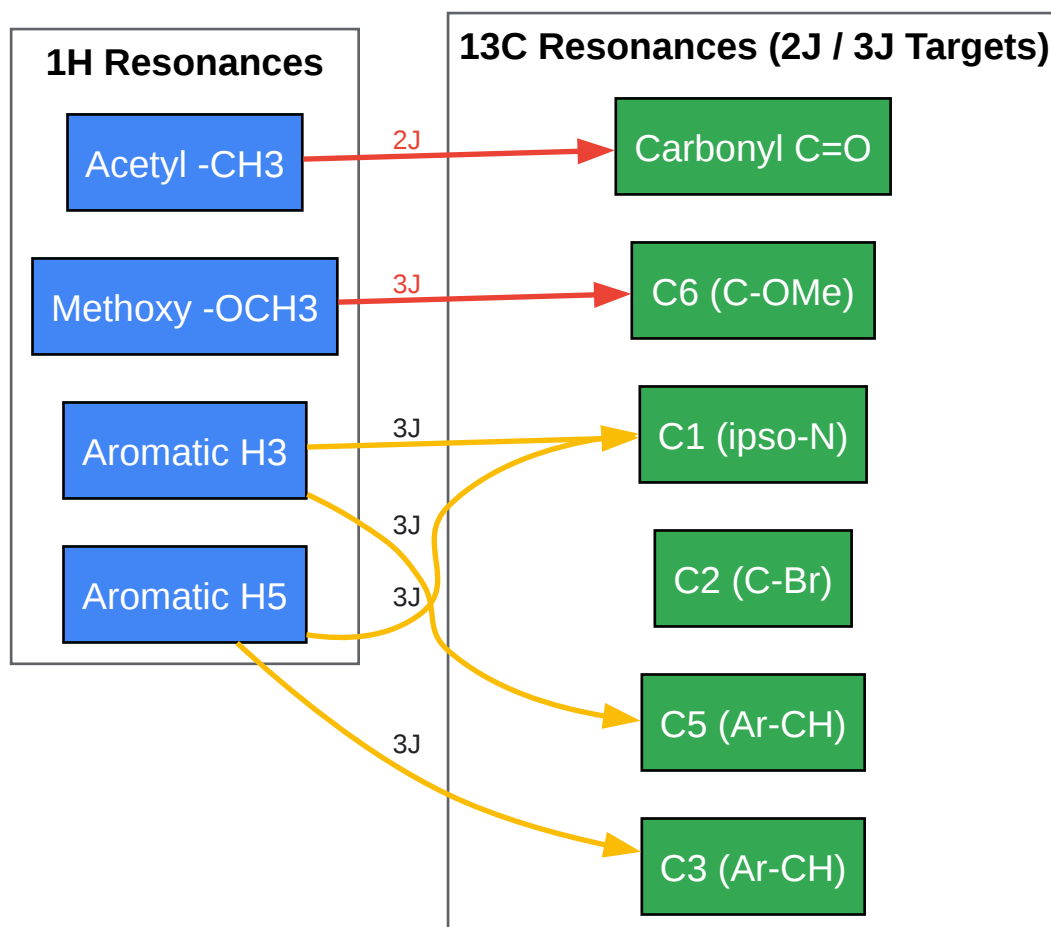 1H Resonances
13C Resonances (2J / 3J Targets)
Acetyl -CH3
2J
Carbonyl C=O
Methoxy -OCH3
3J
C6 (C-OMe)
Aromatic H3
3J
C1 (ipso-N)
3J
Aromatic H5
3J
C2 (C-Br)
3J
C5 (Ar-CH)
C3 (Ar-CH)